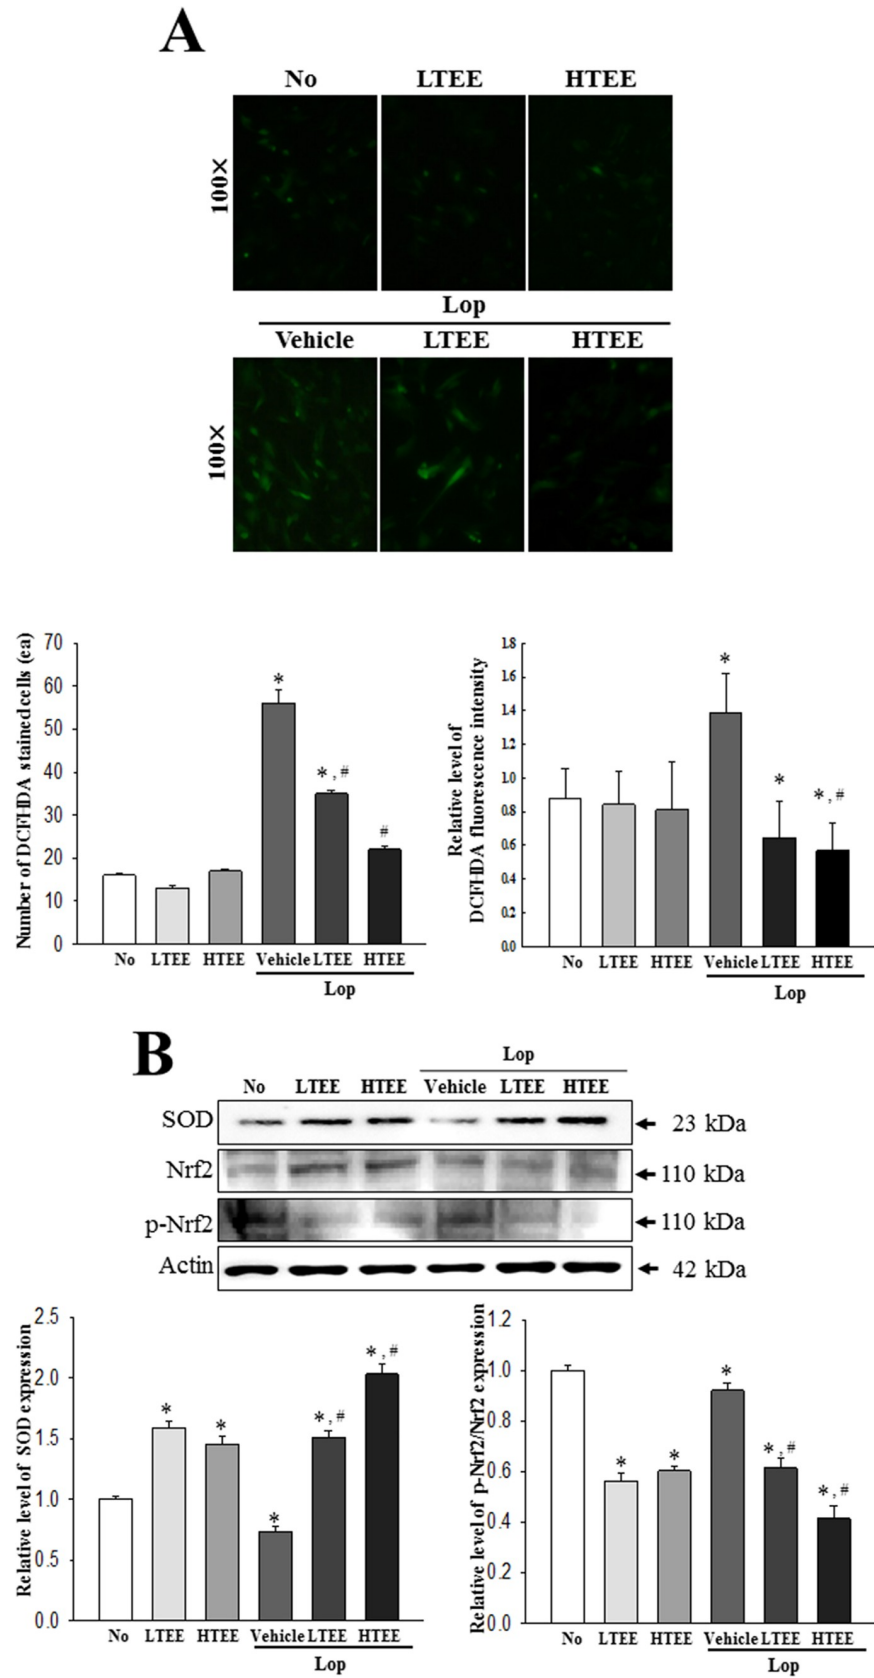 A
No LTEE HTEE
100×
Lop
Vehicle LTEE HTEE
100×
Number of DCFHDA stained cells (ea)
70
60
50
40
30
20
10
0
*
*, #
#
No LTEE HTEE Vehicle LTEE HTEE
Lop
Relative level of
DCFHDA fluorescence intensity
1.8
1.6
1.4
1.2
1.0
0.8
0.6
0.4
0.2
0.0
*
*
*, #
No LTEE HTEE Vehicle LTEE HTEE
Lop
B
Lop
No LTEE HTEE Vehicle LTEE HTEE
SOD 23 kDa
Nrf2 110 kDa
p-Nrf2 110 kDa
Actin 42 kDa
Relative level of SOD expression
2.5
2.0
1.5
1.0
0.5
0.0
*
*
*
*, #
*, #
No LTEE HTEE Vehicle LTEE HTEE
Lop
Relative level of p-Nrf2/Nrf2 expression
1.2
1.0
0.8
0.6
0.4
0.2
0.0
*
*
*
*, #
*, #
No LTEE HTEE Vehicle LTEE HTEE
Lop